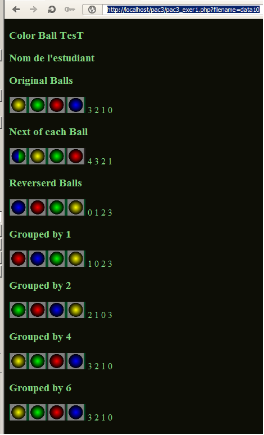 http://localhost/pac3/pac3_exer1.php?filename=data10
Color Ball TesT
Nom de l'estudiant
Original Balls
3 2 1 0
Next of cach Ball
4 3 2 1
Reverserd Balls
0 1 2 3
Grouped by 1
1 0 2 3
Grouped by 2
2 1 0 3
Grouped by 4
3 2 1 0
Grouped by 6
3 2 1 0